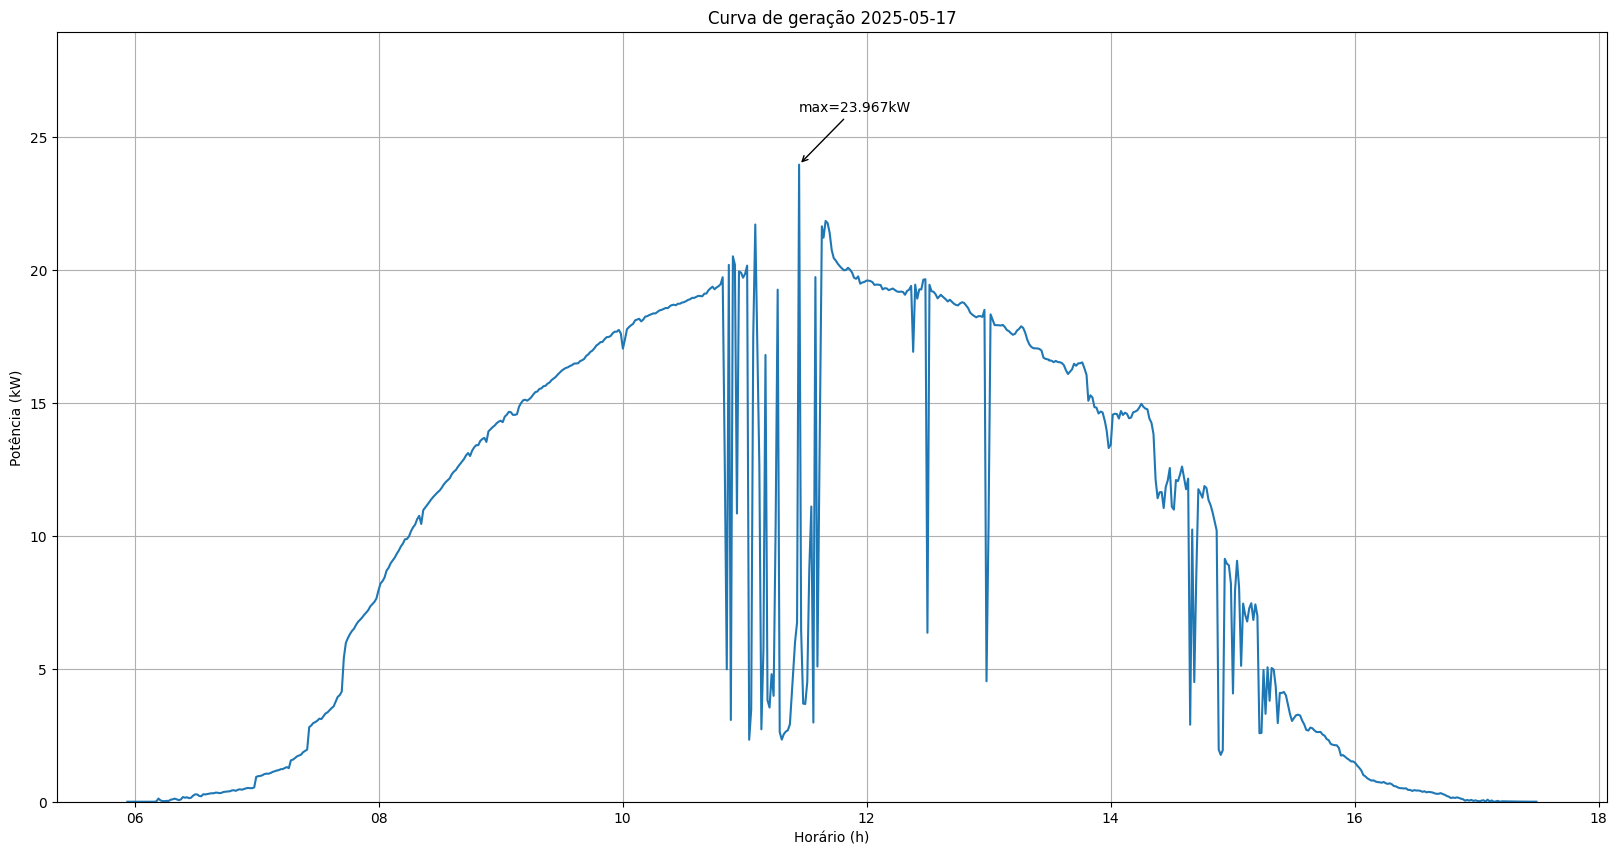 Curva de geração 2025-05-17
max=23.967kW
25
20
15
10
5
0
Potência (kW)
06 08 10 12 14 16 18
Horário (h)